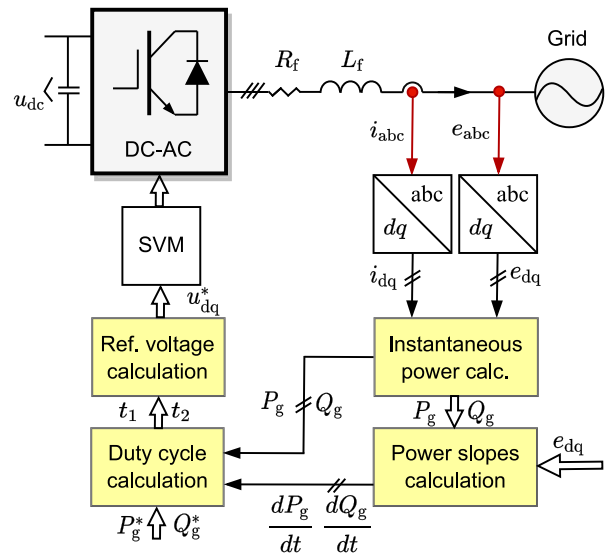 Grid
R_f L_f
u_dc
DC-AC
i_abc e_abc
abc abc
dq dq
SVM
i_dq e_dq
u*_dq
Ref. voltage
calculation
Instantaneous
power calc.
P_g Q_g
P_g Q_g
t_1 t_2
e_dq
Duty cycle
calculation
Power slopes
calculation
dP_g/dt dQ_g/dt
P*_g Q*_g